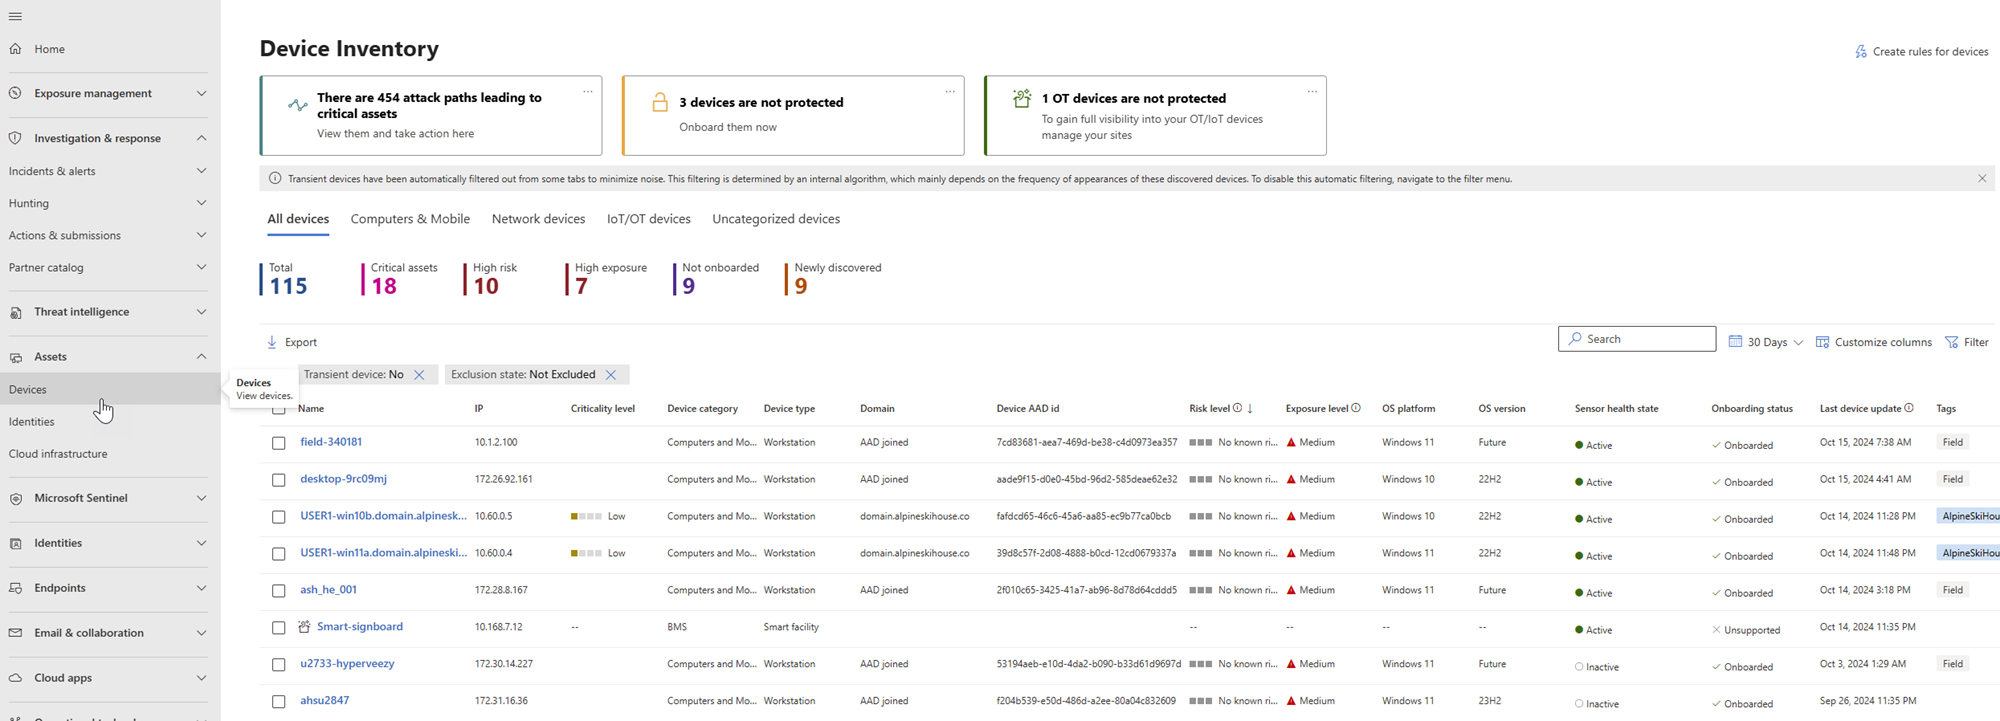 Home
Exposure management
Investigation & response
Incidents & alerts
Hunting
Actions & submissions
Partner catalog
Threat intelligence
Assets
Devices
Identities
Cloud infrastructure
Microsoft Sentinel
Identities
Endpoints
Email & collaboration
Cloud apps
Devices
View devices.
Device Inventory
Create rules for devices
There are 454 attack paths leading to
critical assets
View them and take action here
3 devices are not protected
Onboard them now
1 OT devices are not protected
To gain full visibility into your OT/IoT devices
manage your sites
Transient devices have been automatically filtered out from some tabs to minimize noise. This filtering is determined by an internal algorithm, which mainly depends on the frequency of appearances of these discovered devices. To disable this automatic filtering, navigate to the filter menu.
All devices Computers & Mobile Network devices IoT/OT devices Uncategorized devices
Total Critical assets High risk High exposure Not onboarded Newly discovered
115 18 10 7 9 9
Export Search 30 Days Customize columns Filter
Transient device: No Exclusion state: Not Excluded
Name IP Criticality level Device category Device type Domain Device AAD id Risk level Exposure level OS platform OS version Sensor health state Onboarding status Last device update Tags
field-340181 10.1.2.100 Computers and Mo... Workstation AAD joined 7cd83681-aea7-469d-be38-c4d0973ea357 No known ri... Medium Windows 11 Future Active Onboarded Oct 15, 2024 7:38 AM Field
desktop-9rc09mj 172.26.92.161 Computers and Mo... Workstation AAD joined aade9f15-d0e0-45bd-96d2-585deae62e32 No known ri... Medium Windows 10 22H2 Active Onboarded Oct 15, 2024 4:41 AM Field
USER1-win10b.domain.alpinesk... 10.60.0.5 Low Computers and Mo... Workstation domain.alpineskihouse.co fafdcd65-46c6-45a6-aa85-ec9b77ca0bcb No known ri... Medium Windows 10 22H2 Active Onboarded Oct 14, 2024 11:28 PM AlpineSkiHou
USER1-win11a.domain.alpineski... 10.60.0.4 Low Computers and Mo... Workstation domain.alpineskihouse.co 39d8c57f-2d08-4888-b0cd-12cd0679337a No known ri... Medium Windows 11 22H2 Active Onboarded Oct 14, 2024 11:48 PM AlpineSkiHou
ash_he_001 172.28.8.167 Computers and Mo... Workstation AAD joined 2f010c65-3425-41a7-ab96-8d78d64cddd5 No known ri... Medium Windows 11 Future Active Onboarded Oct 14, 2024 3:18 PM Field
Smart-signboard 10.168.7.12 -- BMS Smart facility -- -- -- -- Active Unsupported Oct 14, 2024 11:35 PM
u2733-hyperveezy 172.30.14.227 Computers and Mo... Workstation AAD joined 53194aeb-e10d-4da2-b090-b33d61d9697d No known ri... Medium Windows 11 Future Inactive Onboarded Oct 3, 2024 1:29 AM Field
ahsu2847 172.31.16.36 Computers and Mo... Workstation AAD joined f204b539-e50d-486d-a2ee-80a04c832609 No known ri... Medium Windows 11 23H2 Inactive Onboarded Sep 26, 2024 11:35 PM